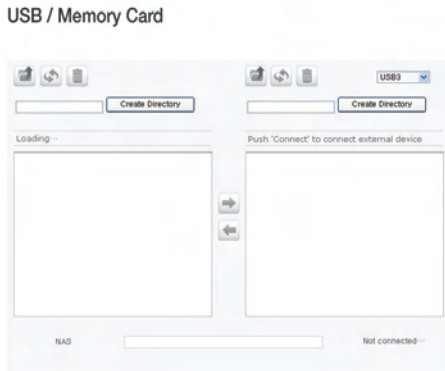 USB / Memory Card
USB3
Create Directory
Create Directory
Loading...
Push 'Connect' to connect external device
NAS
Not connected...